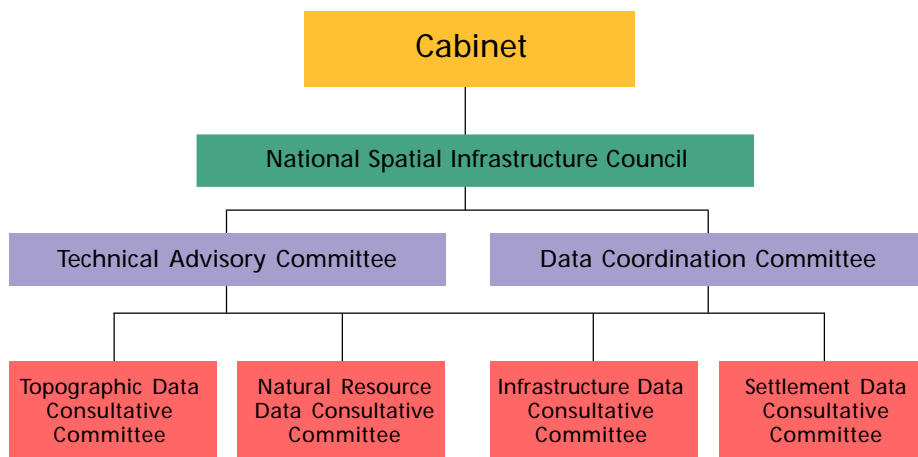 Cabinet
National Spatial Infrastructure Council
Technical Advisory Committee
Data Coordination Committee
Topographic Data
Consultative
Committee
Natural Resource
Data Consultative
Committee
Infrastructure Data
Consultative
Committee
Settlement Data
Consultative
Committee